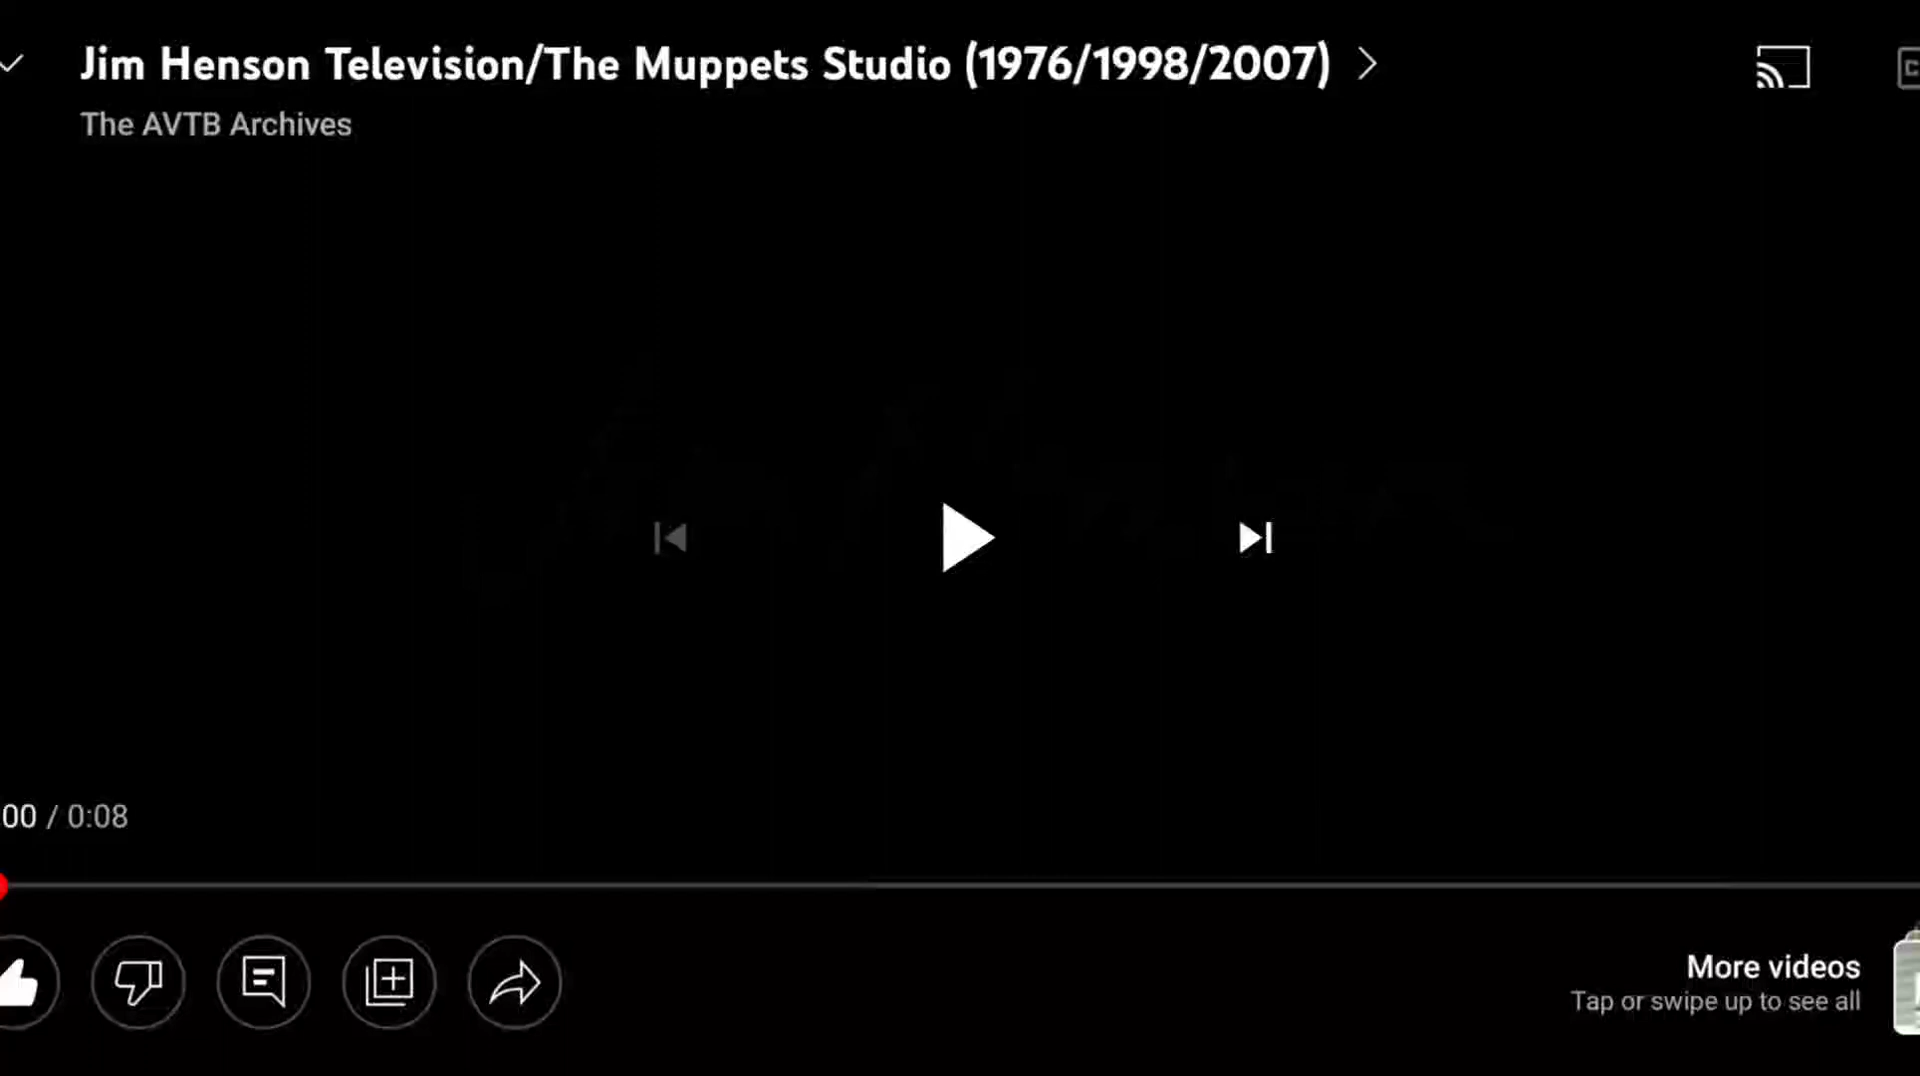 Jim Henson Television/The Muppets Studio (1976/1998/2007)
The AVTB Archives
00 / 0:08
More videos
Tap or swipe up to see all